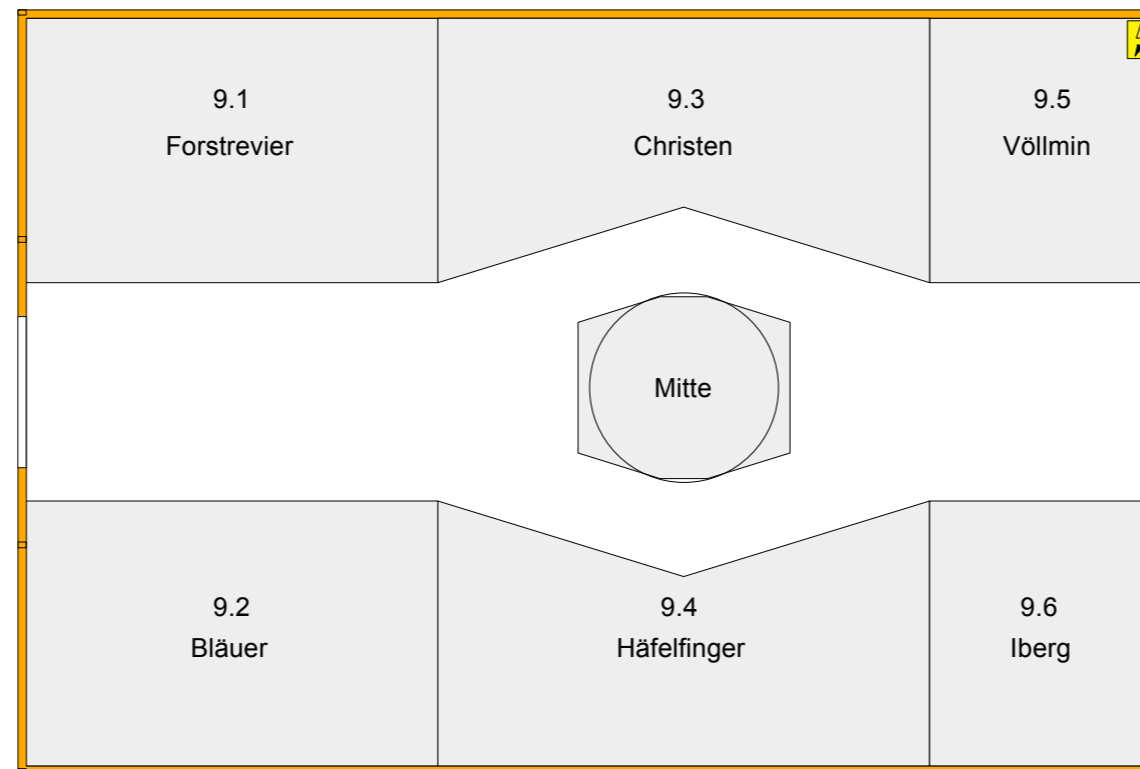 9.1
Forstrevier
9.3
Christen
9.5
Völlmin
Mitte
9.2
Bläuer
9.4
Häfelfinger
9.6
Iberg